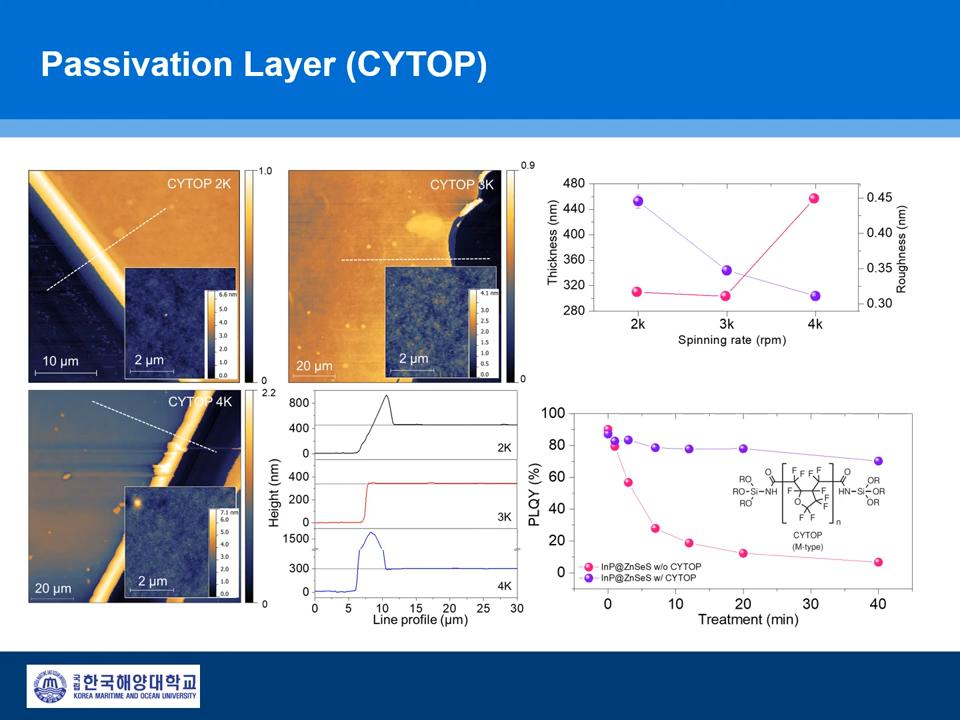 Passivation Layer (CYTOP)
CYTOP 2K
1.0
0
10 µm
2 µm
6.6 nm
5.0
4.0
3.0
2.0
1.0
0.0
CYTOP 3K
0.9
0
20 µm
2 µm
4.1 nm
3.0
2.5
2.0
1.5
1.0
0.5
0.0
CYTOP 4K
2.2
0
20 µm
2 µm
7.1 nm
6.0
5.0
4.0
3.0
2.0
1.0
0.0
Height (nm)
800
400
0
2K
400
200
0
3K
1500
300
0
4K
0 5 10 15 20 25 30
Line profile (µm)
Thickness (nm)
480
440
400
360
320
280
0.45
0.40
0.35
0.30
Roughness (nm)
2k 3k 4k
Spinning rate (rpm)
PLQY (%)
100
80
60
40
20
0
RO
RO Si NH
RO
O
F F F F
F F
O F
F
F F
n
O
HN Si OR
OR
OR
CYTOP
(M-type)
InP@ZnSeS w/o CYTOP
InP@ZnSeS w/ CYTOP
0 10 20 30 40
Treatment (min)
국립 한국해양대학교
KOREA MARITIME AND OCEAN UNIVERSITY